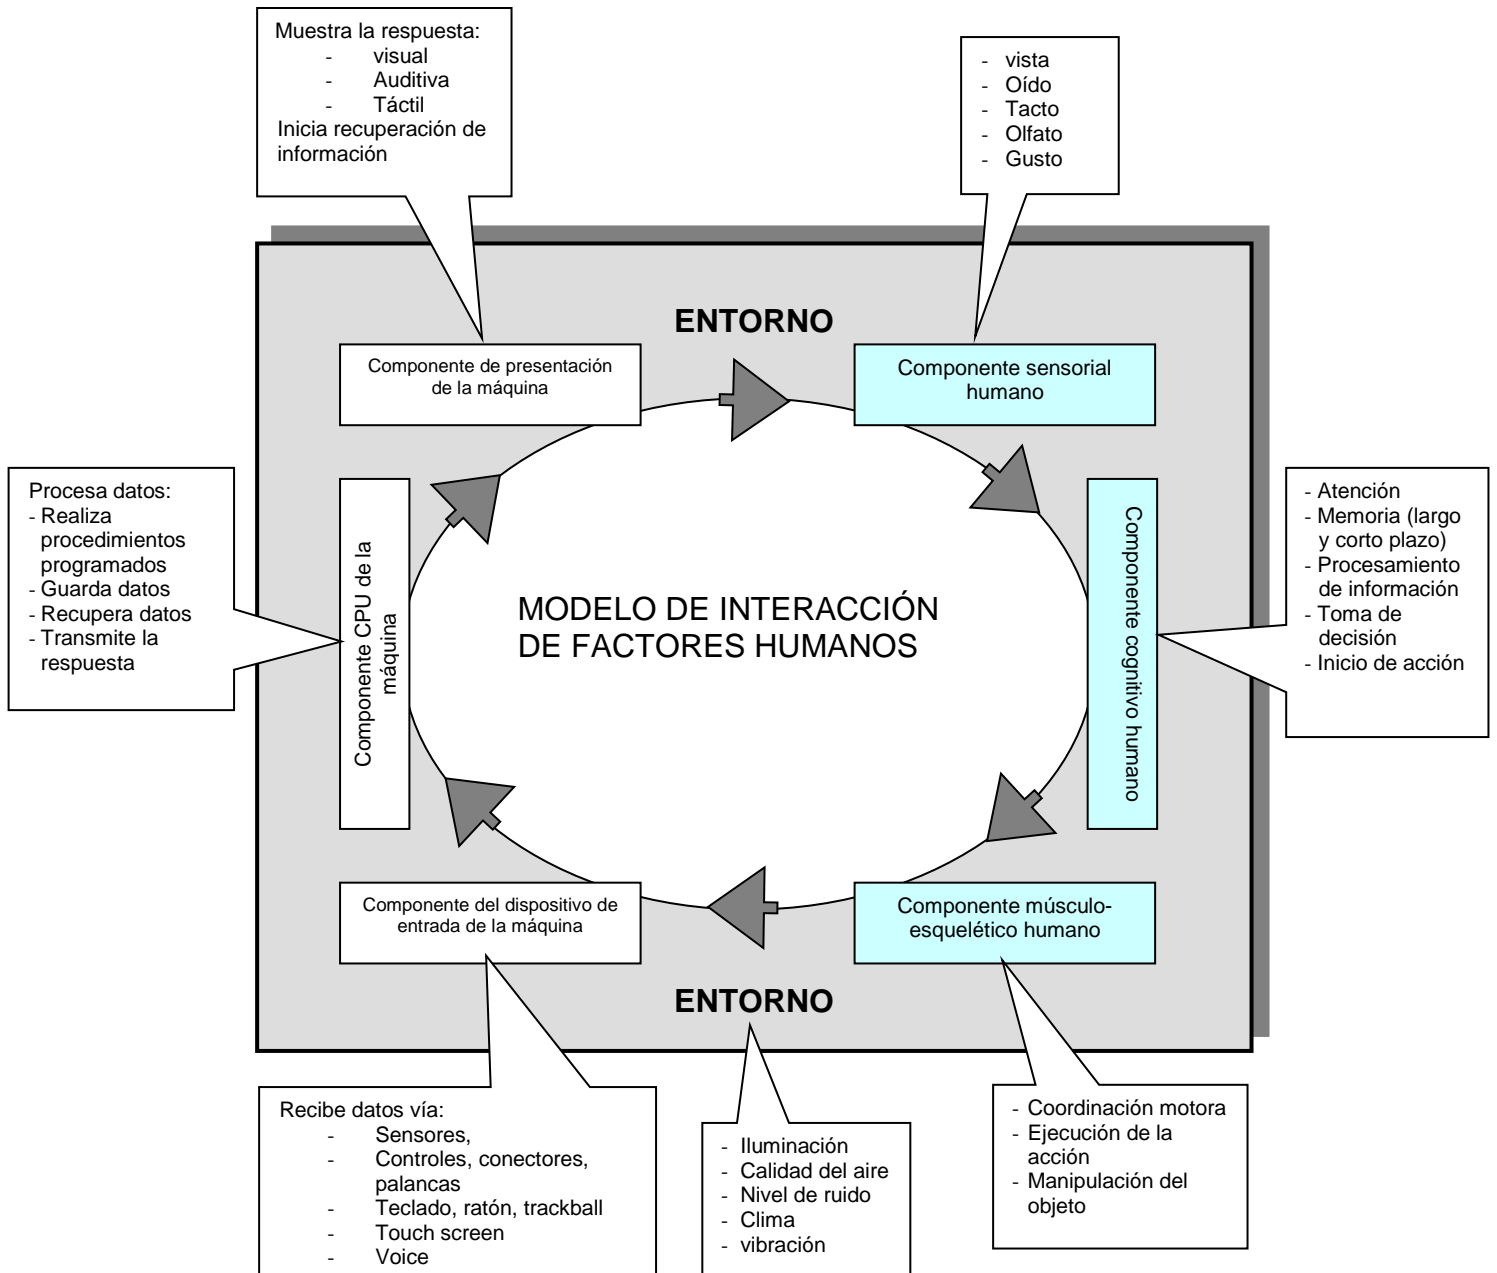 Muestra la respuesta:
- visual
- Auditiva
- Táctil
Inicia recuperación de
información
- vista
- Oído
- Tacto
- Olfato
- Gusto
ENTORNO
Componente de presentación
de la máquina
Componente sensorial
humano
Procesa datos:
- Realiza
procedimientos
programados
- Guarda datos
- Recupera datos
- Transmite la
respuesta
Componente CPU de la
máquina
MODELO DE INTERACCIÓN
DE FACTORES HUMANOS
Componente cognitivo humano
- Atención
- Memoria (largo
y corto plazo)
- Procesamiento
de información
- Toma de
decisión
- Inicio de acción
Componente del dispositivo de
entrada de la máquina
Componente músculo-
esquelético humano
ENTORNO
Recibe datos vía:
- Sensores,
- Controles, conectores,
palancas
- Teclado, ratón, trackball
- Touch screen
- Voice
- Iluminación
- Calidad del aire
- Nivel de ruido
- Clima
- vibración
- Coordinación motora
- Ejecución de la
acción
- Manipulación del
objeto